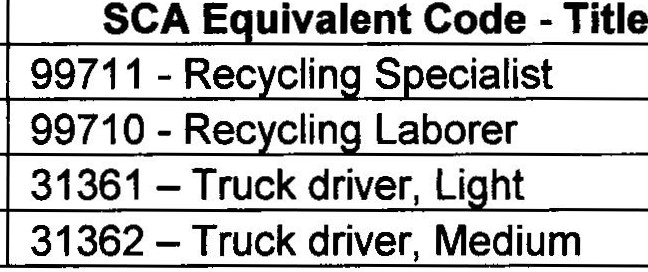 SCA Equivalent Code - Title
99711 - Recycling Specialist
99710 - Recycling Laborer
31361 – Truck driver, Light
31362 – Truck driver, Medium